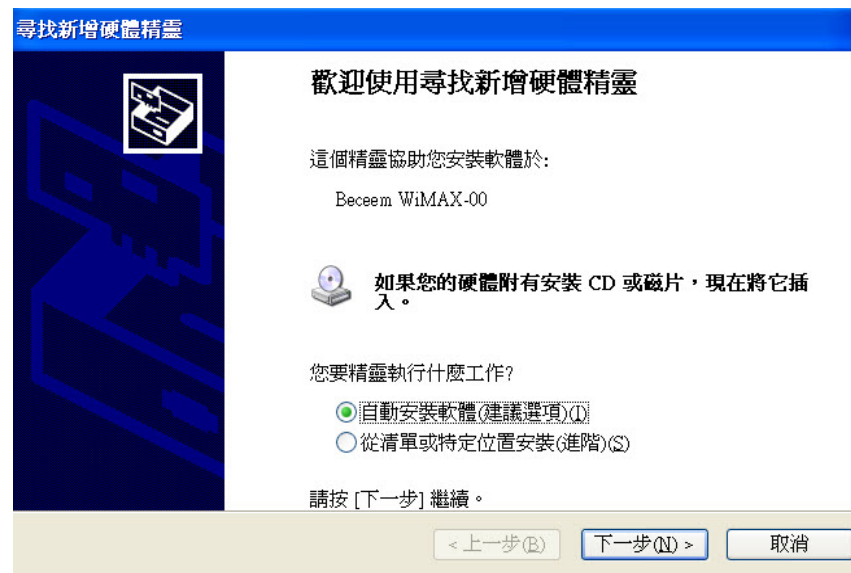 尋找新增硬體精靈
歡迎使用尋找新增硬體精靈
這個精靈協助您安裝軟體於:
Beceem WiMAX-00
如果您的硬體附有安裝 CD 或磁片，現在將它插
入。
您要精靈執行什麼工作?
自動安裝軟體(建議選項)(I)
從清單或特定位置安裝(進階)(S)
請按 [下一步] 繼續。
< 上一步(B) 下一步(N) > 取消